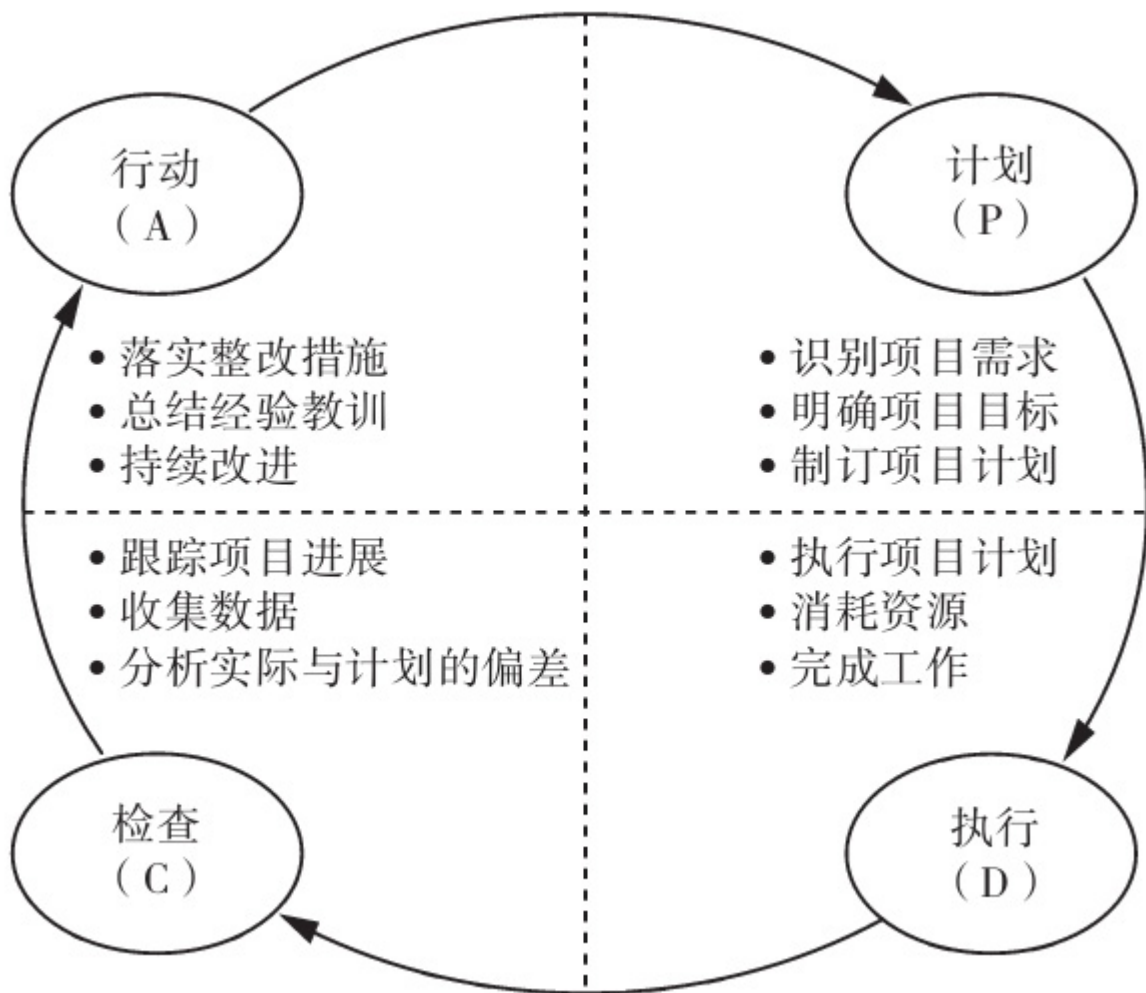 行动
（A）
计划
（P）
• 落实整改措施
• 总结经验教训
• 持续改进
• 识别项目需求
• 明确项目目标
• 制订项目计划
• 跟踪项目进展
• 收集数据
• 分析实际与计划的偏差
• 执行项目计划
• 消耗资源
• 完成工作
检查
（C）
执行
（D）